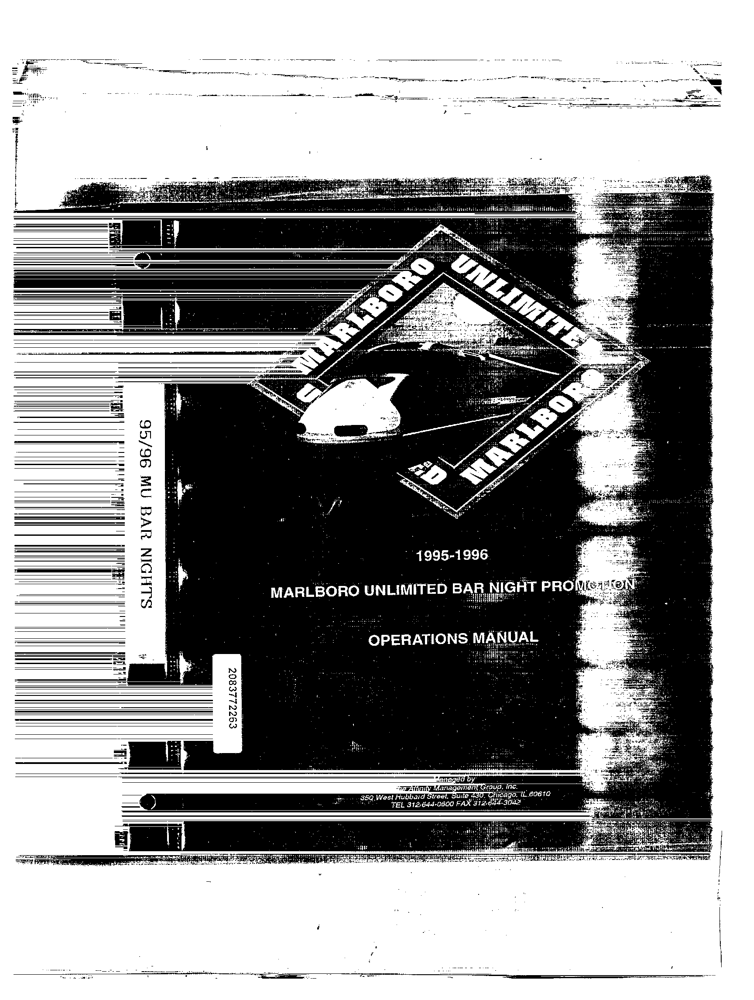 MARLBORO UNLIMITED
MARLBORO
95/96 MU BAR NIGHTS
1995-1996
MARLBORO UNLIMITED BAR NIGHT PROMOTION
OPERATIONS MANUAL
2083772263
Managed by
Affinity Management Group, Inc.
350 West Hubbard Street, Suite 430, Chicago, IL 60610
TEL 312-644-0600 FAX 312-644-3042